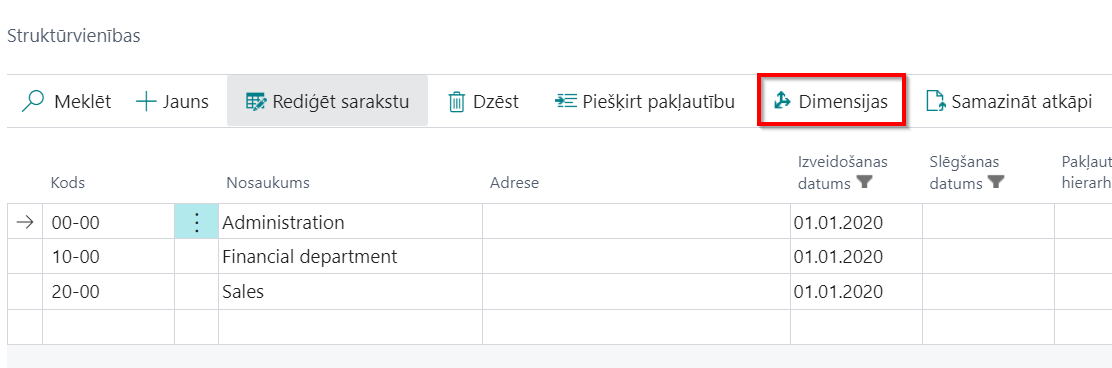 Struktūrvienības
Meklēt Jauns Rediģēt sarakstu Dzēst Piešķirt pakļautību Dimensijas Samazināt atkāpi
Kods Nosaukums Adrese Izveidošanas datums Slēgšanas datums Pakļaut hierarh
00-00 Administration 01.01.2020
10-00 Financial department 01.01.2020
20-00 Sales 01.01.2020